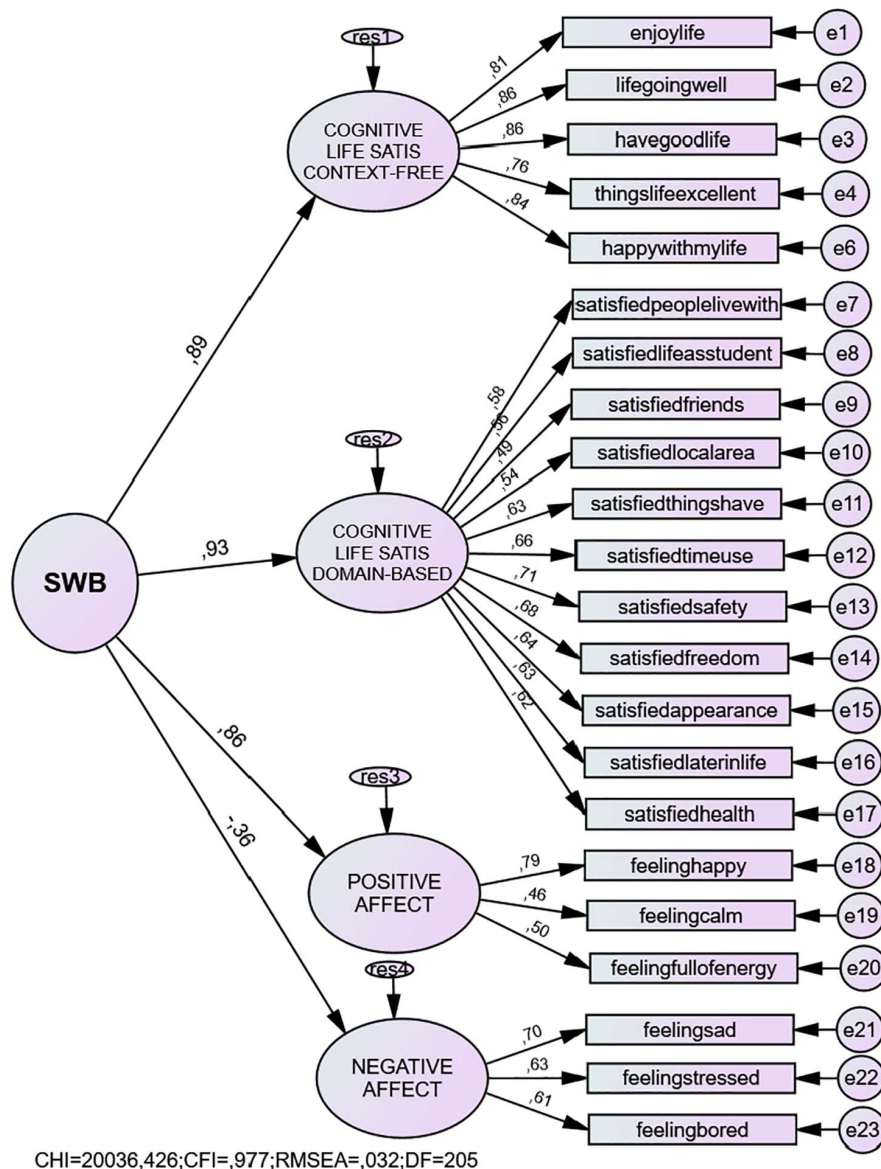 res1
COGNITIVE
LIFE SATIS
CONTEXT-FREE
,81
enjoylife
e1
,86
lifegoingwell
e2
,86
havegoodlife
e3
,76
thingslifeexcellent
e4
,84
happywithmylife
e6
,89
res2
COGNITIVE
LIFE SATIS
DOMAIN-BASED
,58
satisfiedpeoplelivewith
e7
,56
satisfiedlifeasstudent
e8
,49
satisfiedfriends
e9
,54
satisfiedlocalarea
e10
,63
satisfiedthingshave
e11
,66
satisfiedtimeuse
e12
,71
satisfiedsafety
e13
,68
satisfiedfreedom
e14
,64
satisfiedappearance
e15
,63
satisfiedlaterinlife
e16
,62
satisfiedhealth
e17
SWB
,93
,86
res3
POSITIVE
AFFECT
,79
feelinghappy
e18
,46
feelingcalm
e19
,50
feelingfullofenergy
e20
-,36
res4
NEGATIVE
AFFECT
,70
feelingsad
e21
,63
feelingstressed
e22
,61
feelingbored
e23
CHI=20036,426;CFI=,977;RMSEA=,032;DF=205